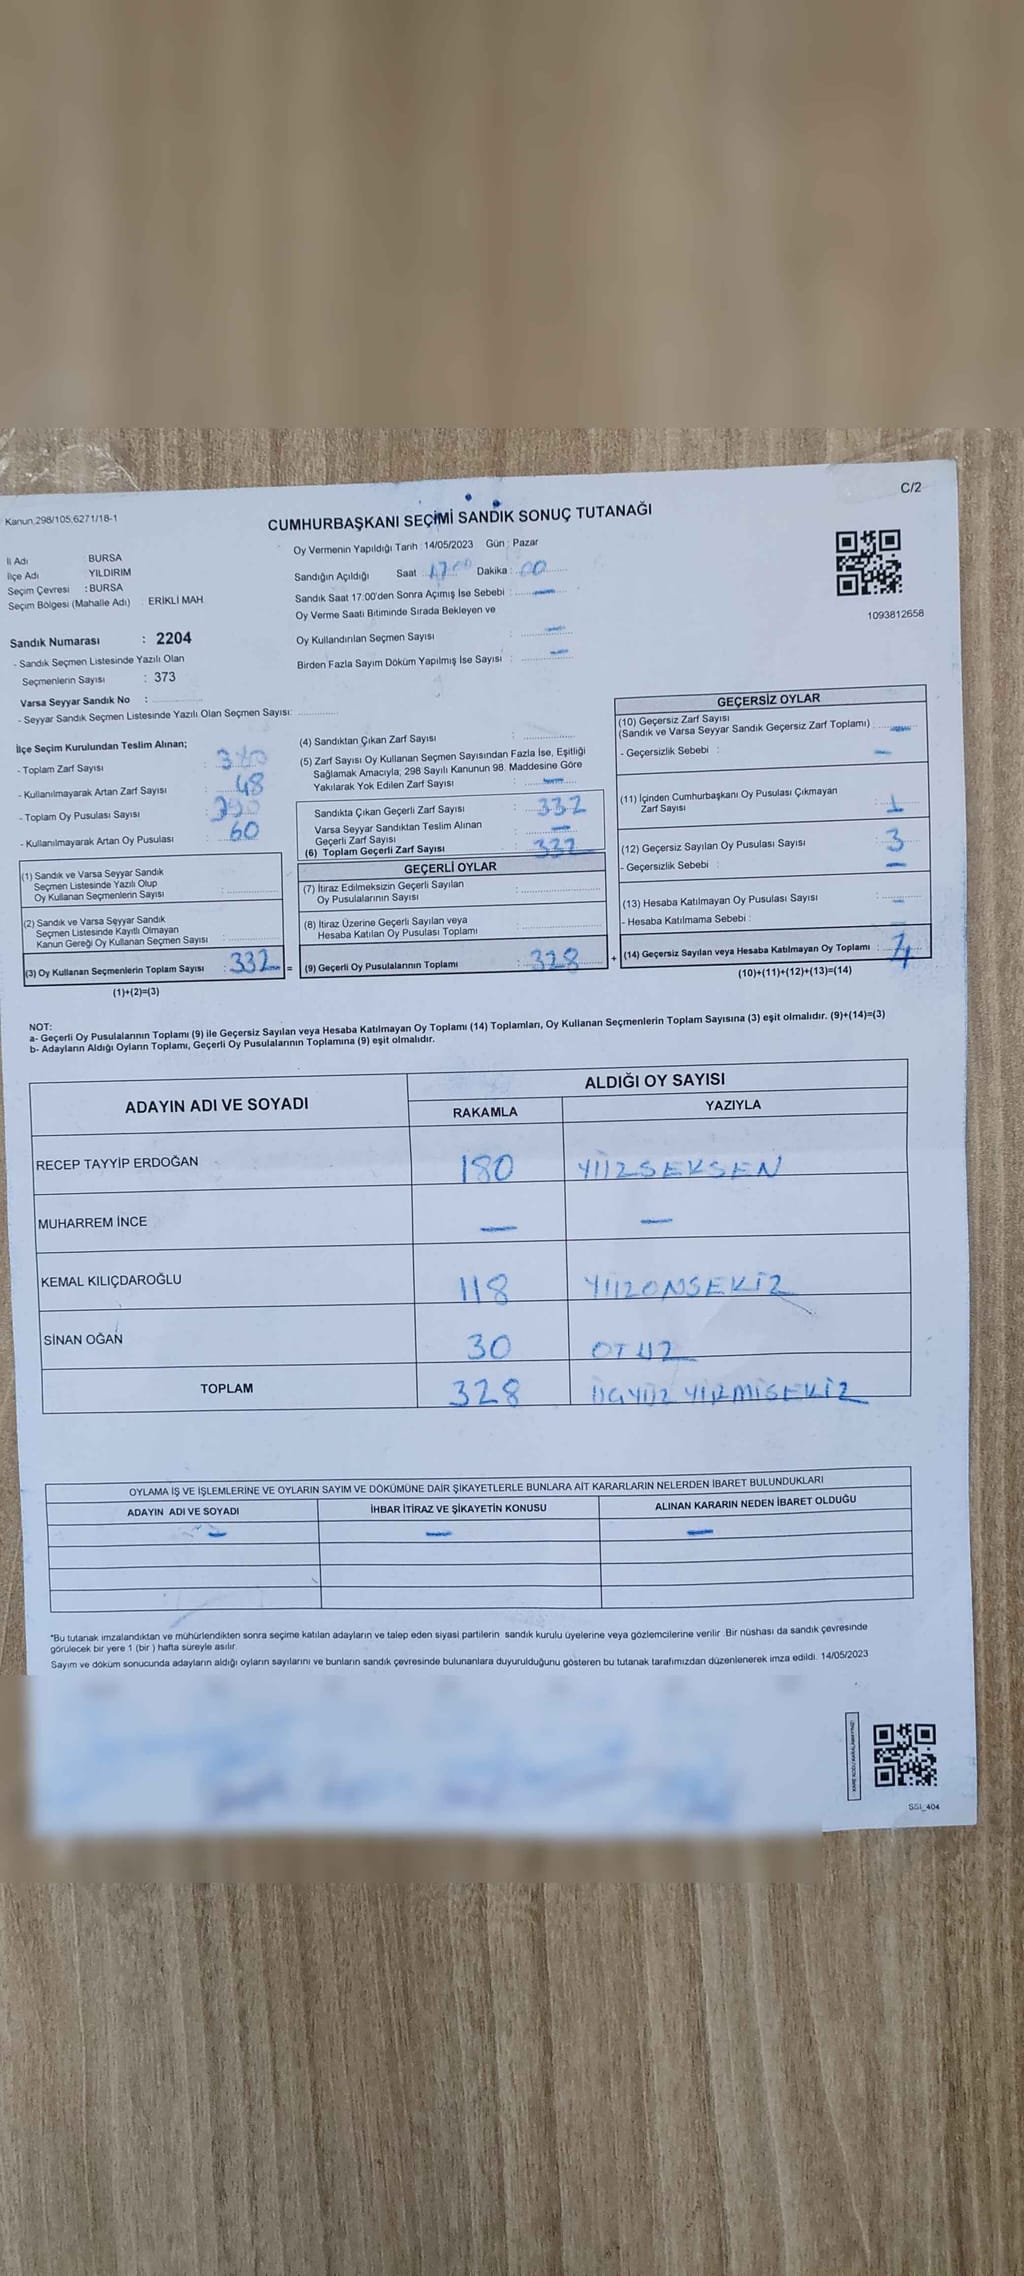 C/2
Kanun,298/105,6271/18-1
CUMHURBAŞKANI SEÇİMİ SANDIK SONUÇ TUTANAĞI
İl Adı BURSA
İlçe Adı YILDIRIM
Seçim Çevresi : BURSA
Seçim Bölgesi (Mahalle Adı) : ERİKLİ MAH
Oy Vermenin Yapıldığı Tarih : 14/05/2023 Gün : Pazar
Sandığın Açıldığı Saat : 17:00 Dakika : 00
Sandık Saat 17:00'den Sonra Açımış İse Sebebi : —
Oy Verme Saati Bitiminde Sırada Bekleyen ve
Oy Kullandırılan Seçmen Sayısı : —
Birden Fazla Sayım Döküm Yapılmış İse Sayısı : —
1093812658
Sandık Numarası : 2204
- Sandık Seçmen Listesinde Yazılı Olan
Seçmenlerin Sayısı : 373
Varsa Seyyar Sandık No :
- Seyyar Sandık Seçmen Listesinde Yazılı Olan Seçmen Sayısı:
İlçe Seçim Kurulundan Teslim Alınan;
- Toplam Zarf Sayısı : 380
- Kullanılmayarak Artan Zarf Sayısı : 48
- Toplam Oy Pusulası Sayısı :
- Kullanılmayarak Artan Oy Pusulası : 60
(1) Sandık ve Varsa Seyyar Sandık
Seçmen Listesinde Yazılı Olup
Oy Kullanan Seçmenlerin Sayısı :
(2) Sandık ve Varsa Seyyar Sandık
Seçmen Listesinde Kayıtlı Olmayan
Kanun Gereği Oy Kullanan Seçmen Sayısı :
(3) Oy Kullanan Seçmenlerin Toplam Sayısı : 332 =
(1)+(2)=(3)
(4) Sandıktan Çıkan Zarf Sayısı :
(5) Zarf Sayısı Oy Kullanan Seçmen Sayısından Fazla İse, Eşitliği
Sağlamak Amacıyla; 298 Sayılı Kanunun 98. Maddesine Göre
Yakılarak Yok Edilen Zarf Sayısı : —
Sandıkta Çıkan Geçerli Zarf Sayısı : 332
Varsa Seyyar Sandıktan Teslim Alınan
Geçerli Zarf Sayısı : —
(6) Toplam Geçerli Zarf Sayısı : 332
GEÇERLİ OYLAR
(7) İtiraz Edilmeksizin Geçerli Sayılan
Oy Pusulalarının Sayısı :
(8) İtiraz Üzerine Geçerli Sayılan veya
Hesaba Katılan Oy Pusulası Toplamı :
(9) Geçerli Oy Pusulalarının Toplamı : 328 +
GEÇERSİZ OYLAR
(10) Geçersiz Zarf Sayısı
(Sandık ve Varsa Seyyar Sandık Geçersiz Zarf Toplamı) : —
- Geçersizlik Sebebi : —
(11) İçinden Cumhurbaşkanı Oy Pusulası Çıkmayan
Zarf Sayısı : 1
(12) Geçersiz Sayılan Oy Pusulası Sayısı : 3
- Geçersizlik Sebebi : —
(13) Hesaba Katılmayan Oy Pusulası Sayısı : —
- Hesaba Katılmama Sebebi : —
(14) Geçersiz Sayılan veya Hesaba Katılmayan Oy Toplamı : 4
(10)+(11)+(12)+(13)=(14)
NOT:
a- Geçerli Oy Pusulalarının Toplamı (9) ile Geçersiz Sayılan veya Hesaba Katılmayan Oy Toplamı (14) Toplamları, Oy Kullanan Seçmenlerin Toplam Sayısına (3) eşit olmalıdır. (9)+(14)=(3)
b- Adayların Aldığı Oyların Toplamı, Geçerli Oy Pusulalarının Toplamına (9) eşit olmalıdır.
ADAYIN ADI VE SOYADI ALDIĞI OY SAYISI
RAKAMLA YAZIYLA
RECEP TAYYİP ERDOĞAN 180 YÜZSEKSEN
MUHARREM İNCE — —
KEMAL KILIÇDAROĞLU 118 YÜZONSEKİZ
SİNAN OĞAN 30 OTUZ
TOPLAM 328 ÜÇYÜZ YİRMİSEKİZ
OYLAMA İŞ VE İŞLEMLERİNE VE OYLARIN SAYIM VE DÖKÜMÜNE DAİR ŞİKAYETLERLE BUNLARA AİT KARARLARIN NELERDEN İBARET BULUNDUKLARI
ADAYIN ADI VE SOYADI İHBAR İTİRAZ VE ŞİKAYETİN KONUSU ALINAN KARARIN NEDEN İBARET OLDUĞU
— — —
*Bu tutanak imzalandıktan ve mühürlendikten sonra seçime katılan adayların ve talep eden siyasi partilerin sandık kurulu üyelerine veya gözlemcilerine verilir. Bir nüshası da sandık çevresinde
görülecek bir yere 1 (bir ) hafta süreyle asılır.
Sayım ve döküm sonucunda adayların aldığı oyların sayılarını ve bunların sandık çevresinde bulunanlara duyurulduğunu gösteren bu tutanak tarafımızdan düzenlenerek imza edildi. 14/05/2023
SSI_404